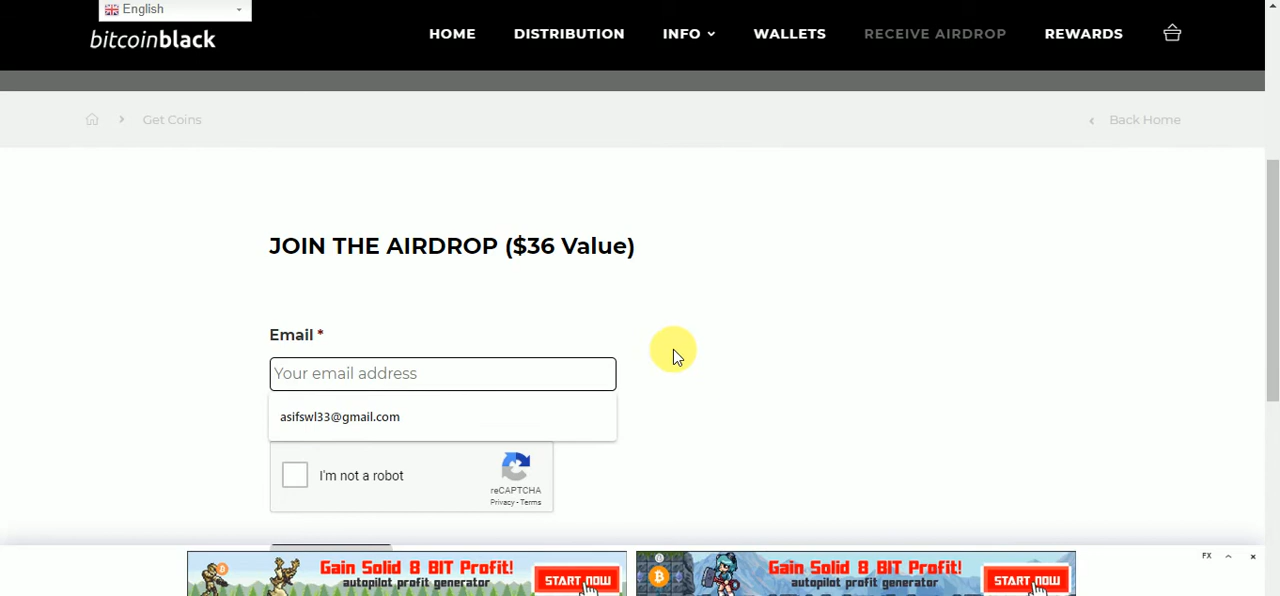 English
bitcoinblack
HOME DISTRIBUTION INFO WALLETS RECEIVE AIRDROP REWARDS
Get Coins
Back Home
JOIN THE AIRDROP ($36 Value)
Email *
Your email address
asifswl33@gmail.com
I'm not a robot
reCAPTCHA
Privacy - Terms
FX
Gain Solid 8 BIT Profit!
autopilot profit generator
START NOW
Gain Solid 8 BIT Profit!
autopilot profit generator
START NOW